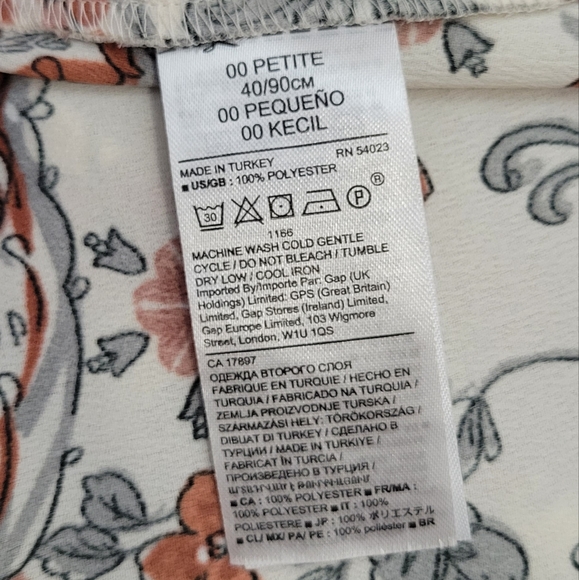 00 PETITE
40/90CM
00 PEQUEÑO
00 KECIL
MADE IN TURKEY RN 54023
■ US/GB : 100% POLYESTER
30 P ®
1166
MACHINE WASH COLD GENTLE
CYCLE / DO NOT BLEACH / TUMBLE
DRY LOW / COOL IRON
Imported By/Importe Par: Gap (UK
Holdings) Limited: GPS (Great Britain)
Limited, Gap Stores (Ireland) Limited,
Gap Europe Limited, 103 Wigmore
Street, London, W1U 1QS
CA 17897
ОДЕЖДА ВТОРОГО СЛОЯ
FABRIQUE EN TURQUIE / HECHO EN
TURQUIA / FABRICADO NA TURQUIA /
ZEMLJA PROIZVODNJE TURSKA /
SZÁRMAZÁSI HELY: TÖRÖKORSZÁG /
DIBUAT DI TURKEY / СДЕЛАНО В
ТУРЦИИ / MADE IN TURKIYE /
FABRICAT ÎN TURCIA /
ПРОИЗВЕДЕНО В ТУРЦИЯ /
■ CA : 100% POLYESTER ■ FR/MA :
100% POLYESTER ■ IT : 100%
POLIESTERE ■ JP : 100% ポリエステル
■ CL/ MX/ PA/ PE : 100% poliéster ■ BR